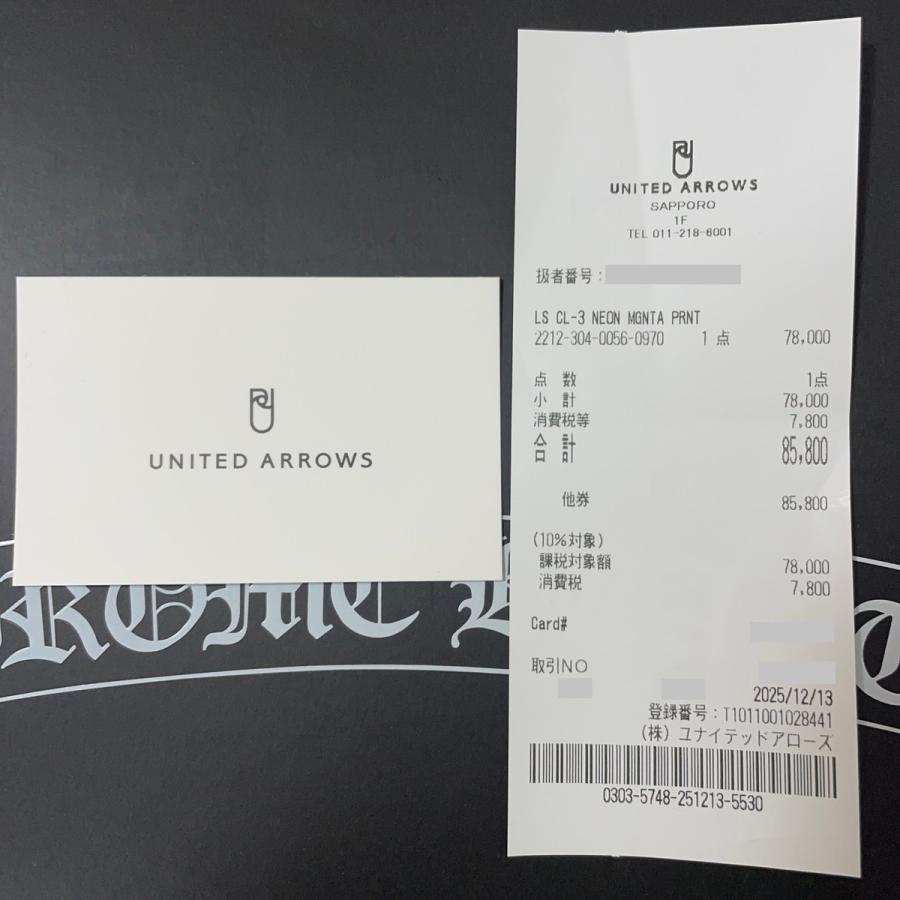 UNITED ARROWS
UNITED ARROWS
SAPPORO
1F
TEL 011-218-6001
扱者番号:
LS CL-3 NEON MGNTA PRNT
2212-304-0056-0970 1 点 78,000
点 数 1点
小 計 78,000
消費税等 7,800
合 計 85,800
他券 85,800
(10%対象)
課税対象額 78,000
消費税 7,800
Card#
取引NO
2025/12/13
登録番号:T1011001028441
(株) ユナイテッドアローズ
0303-5748-251213-5530